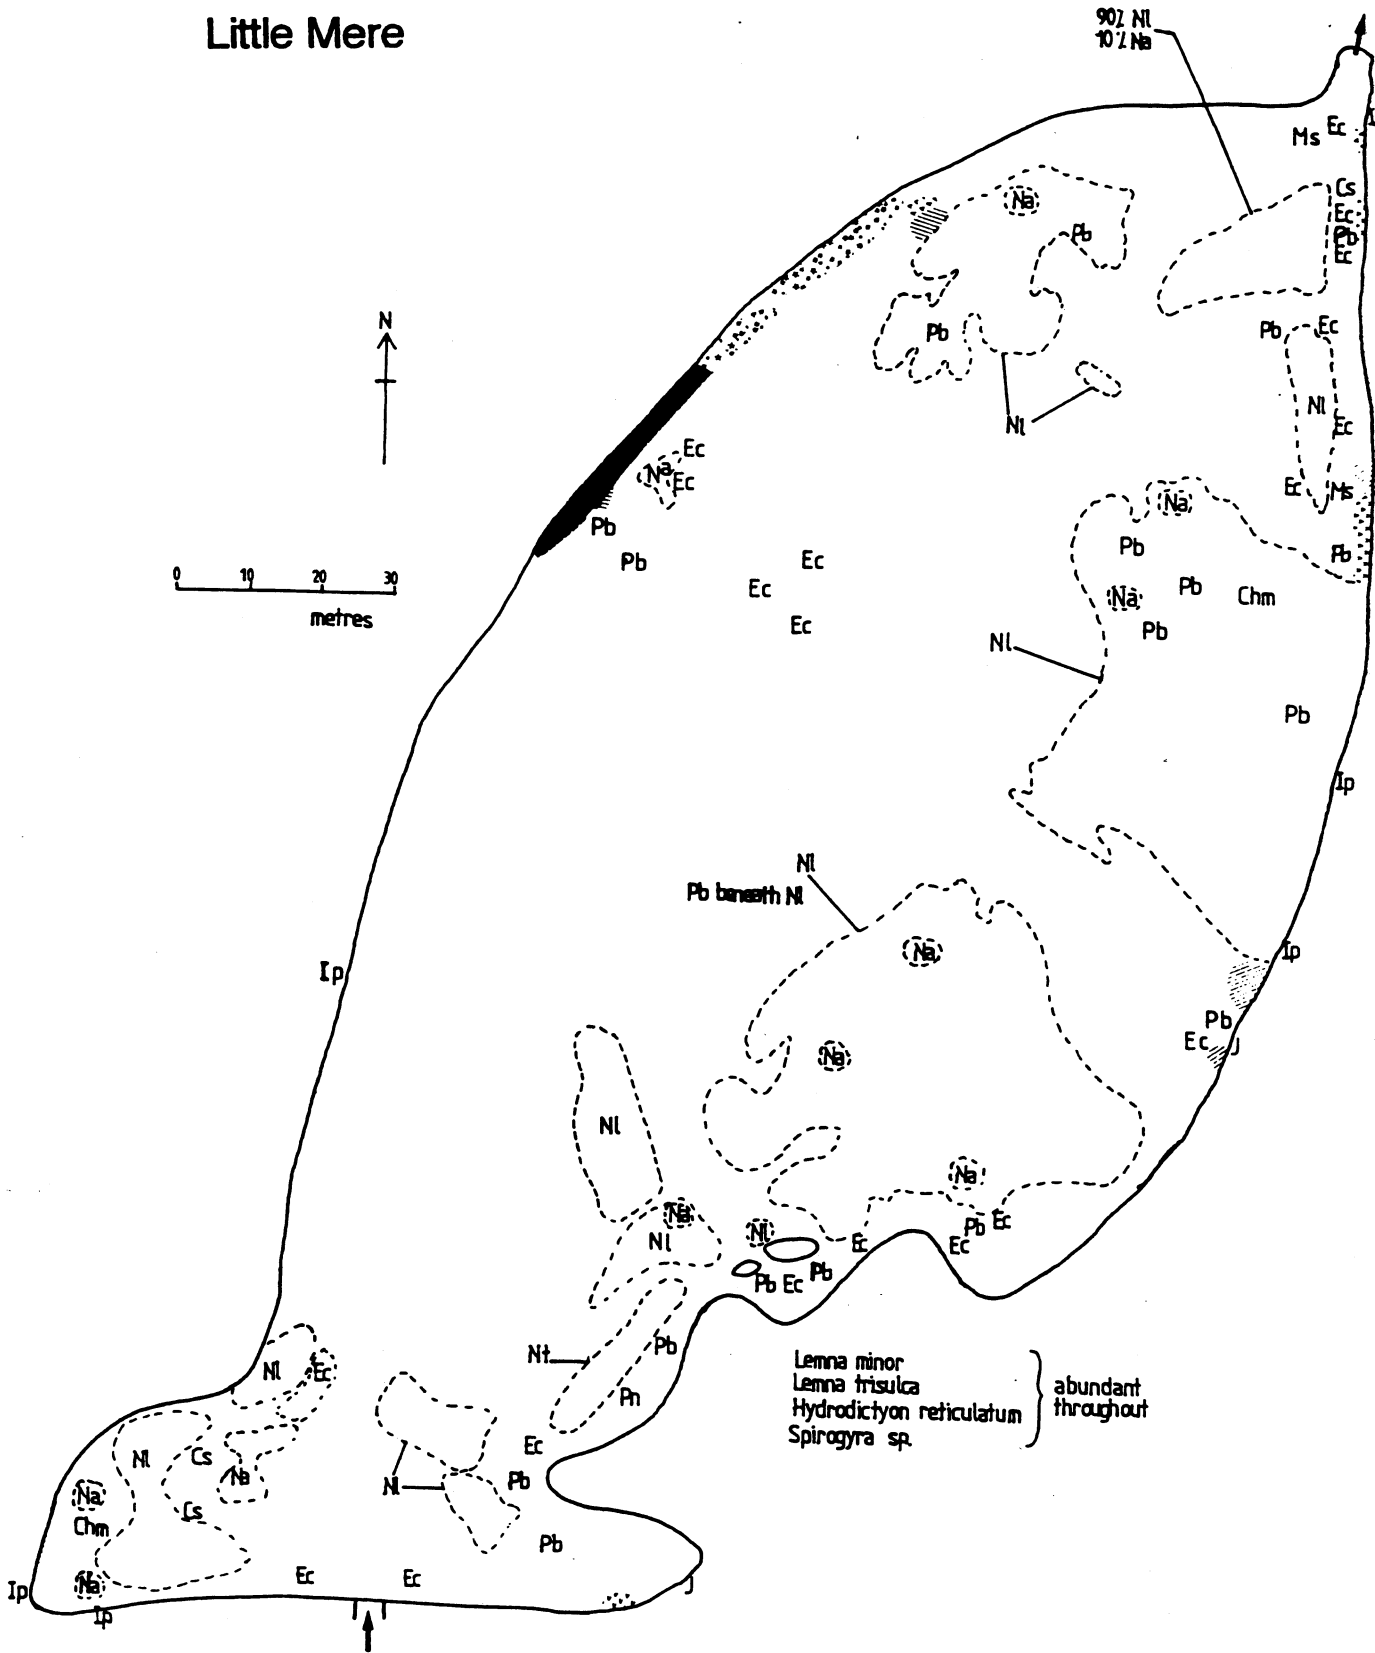 Little Mere
90% Nl
10% Na
Ms Ec I
Cs
Na
Ec
Pb Pb
Ec
N
Pb Pb Ec
Nl
Nl Ec
Ec
Na Ec
Ec Ms
Na
Pb
Pb Pb
Pb Ec
0 10 20 30
Ec Na Pb Chm
metres
Ec Pb
Nl
Pb
Ip
Nl
Pb beneath Nl
Na Ip
Ip
Pb
Ec J
Na
Nl
Na
Na
Nl Nl Ec Pb Ec
Ec
Pb Ec Pb
Nt Pb
Nl Ec
Pn
Lemna minor
Lemna trisulca
Hydrodictyon reticulatum
Spirogyra sp.
abundant
throughout
Ec
Nl Cs
Na Pb
Na Nl
Cs
Chm
Pb
Ec Ec
Ip Na J
Ip